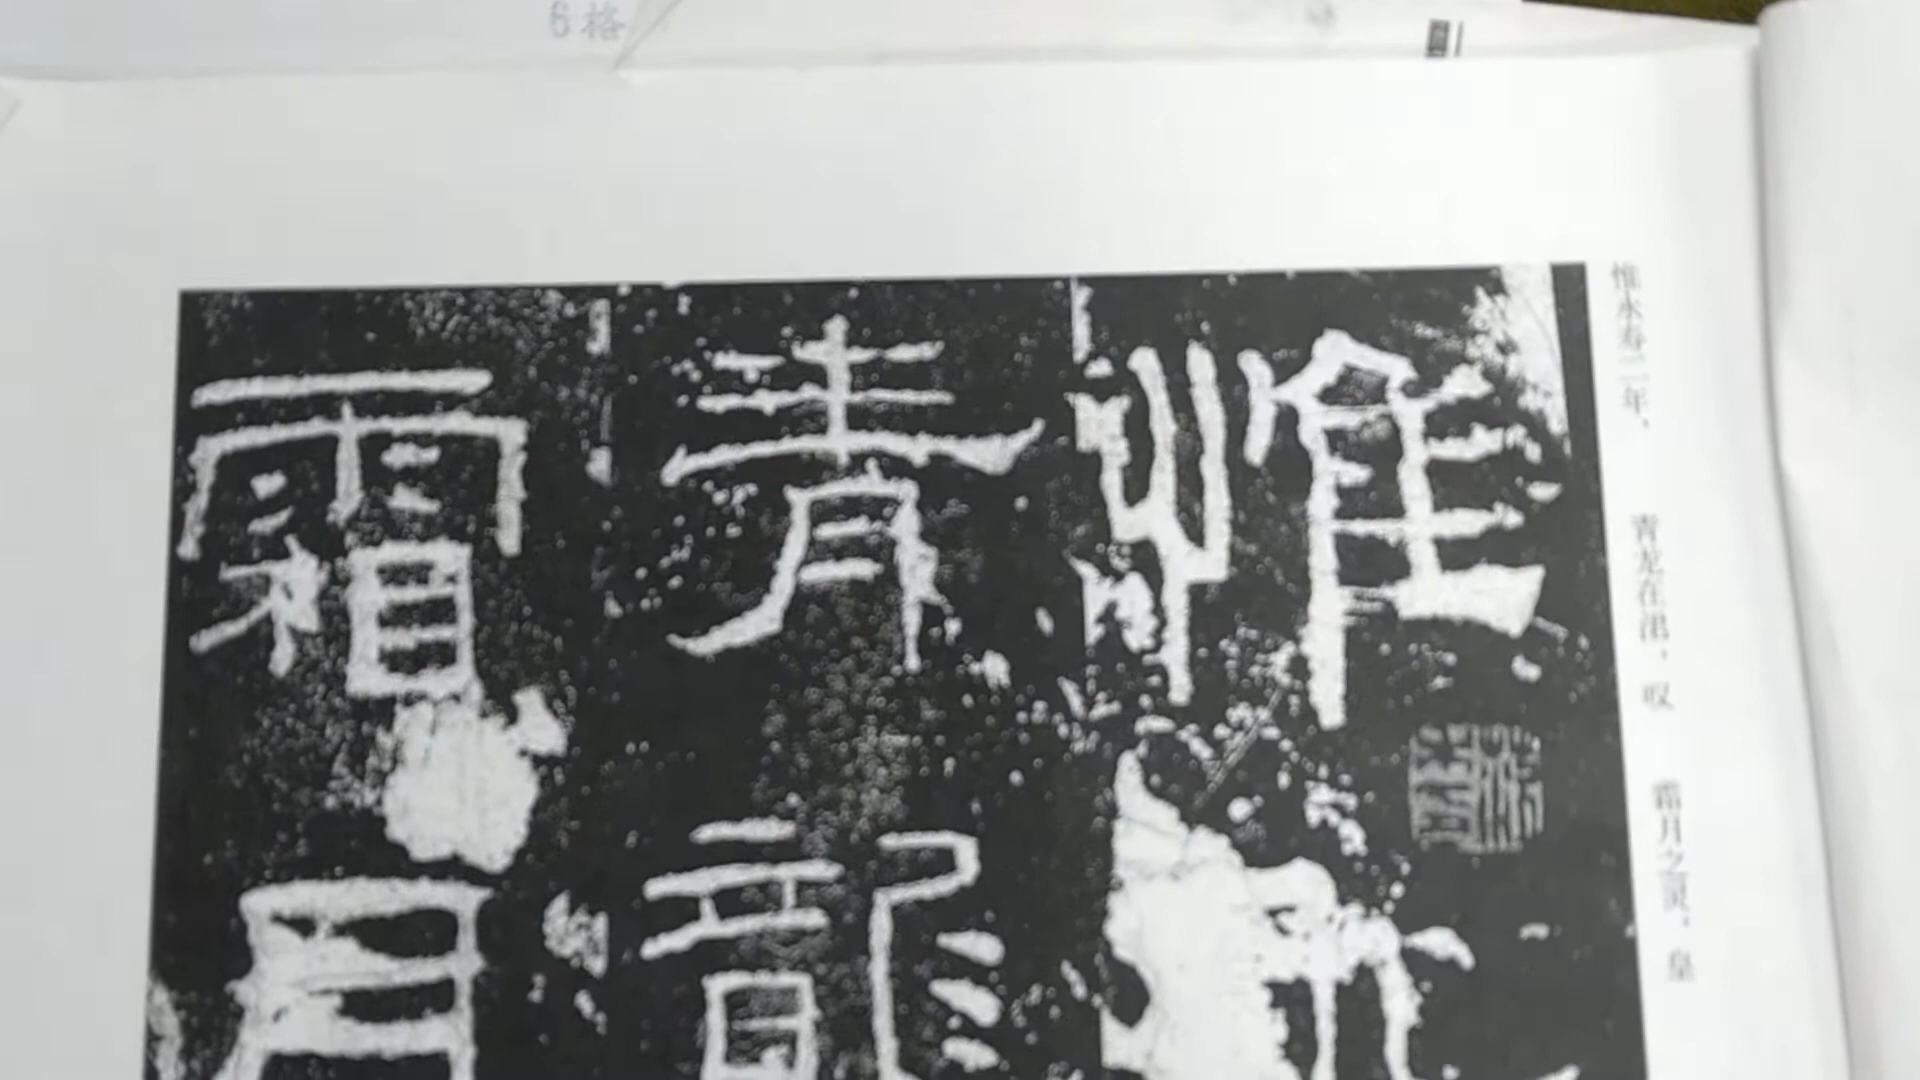 6格
惟永寿二年，
青龙在涒，叹
霜月之灵，皇
惟
青龍
霜月